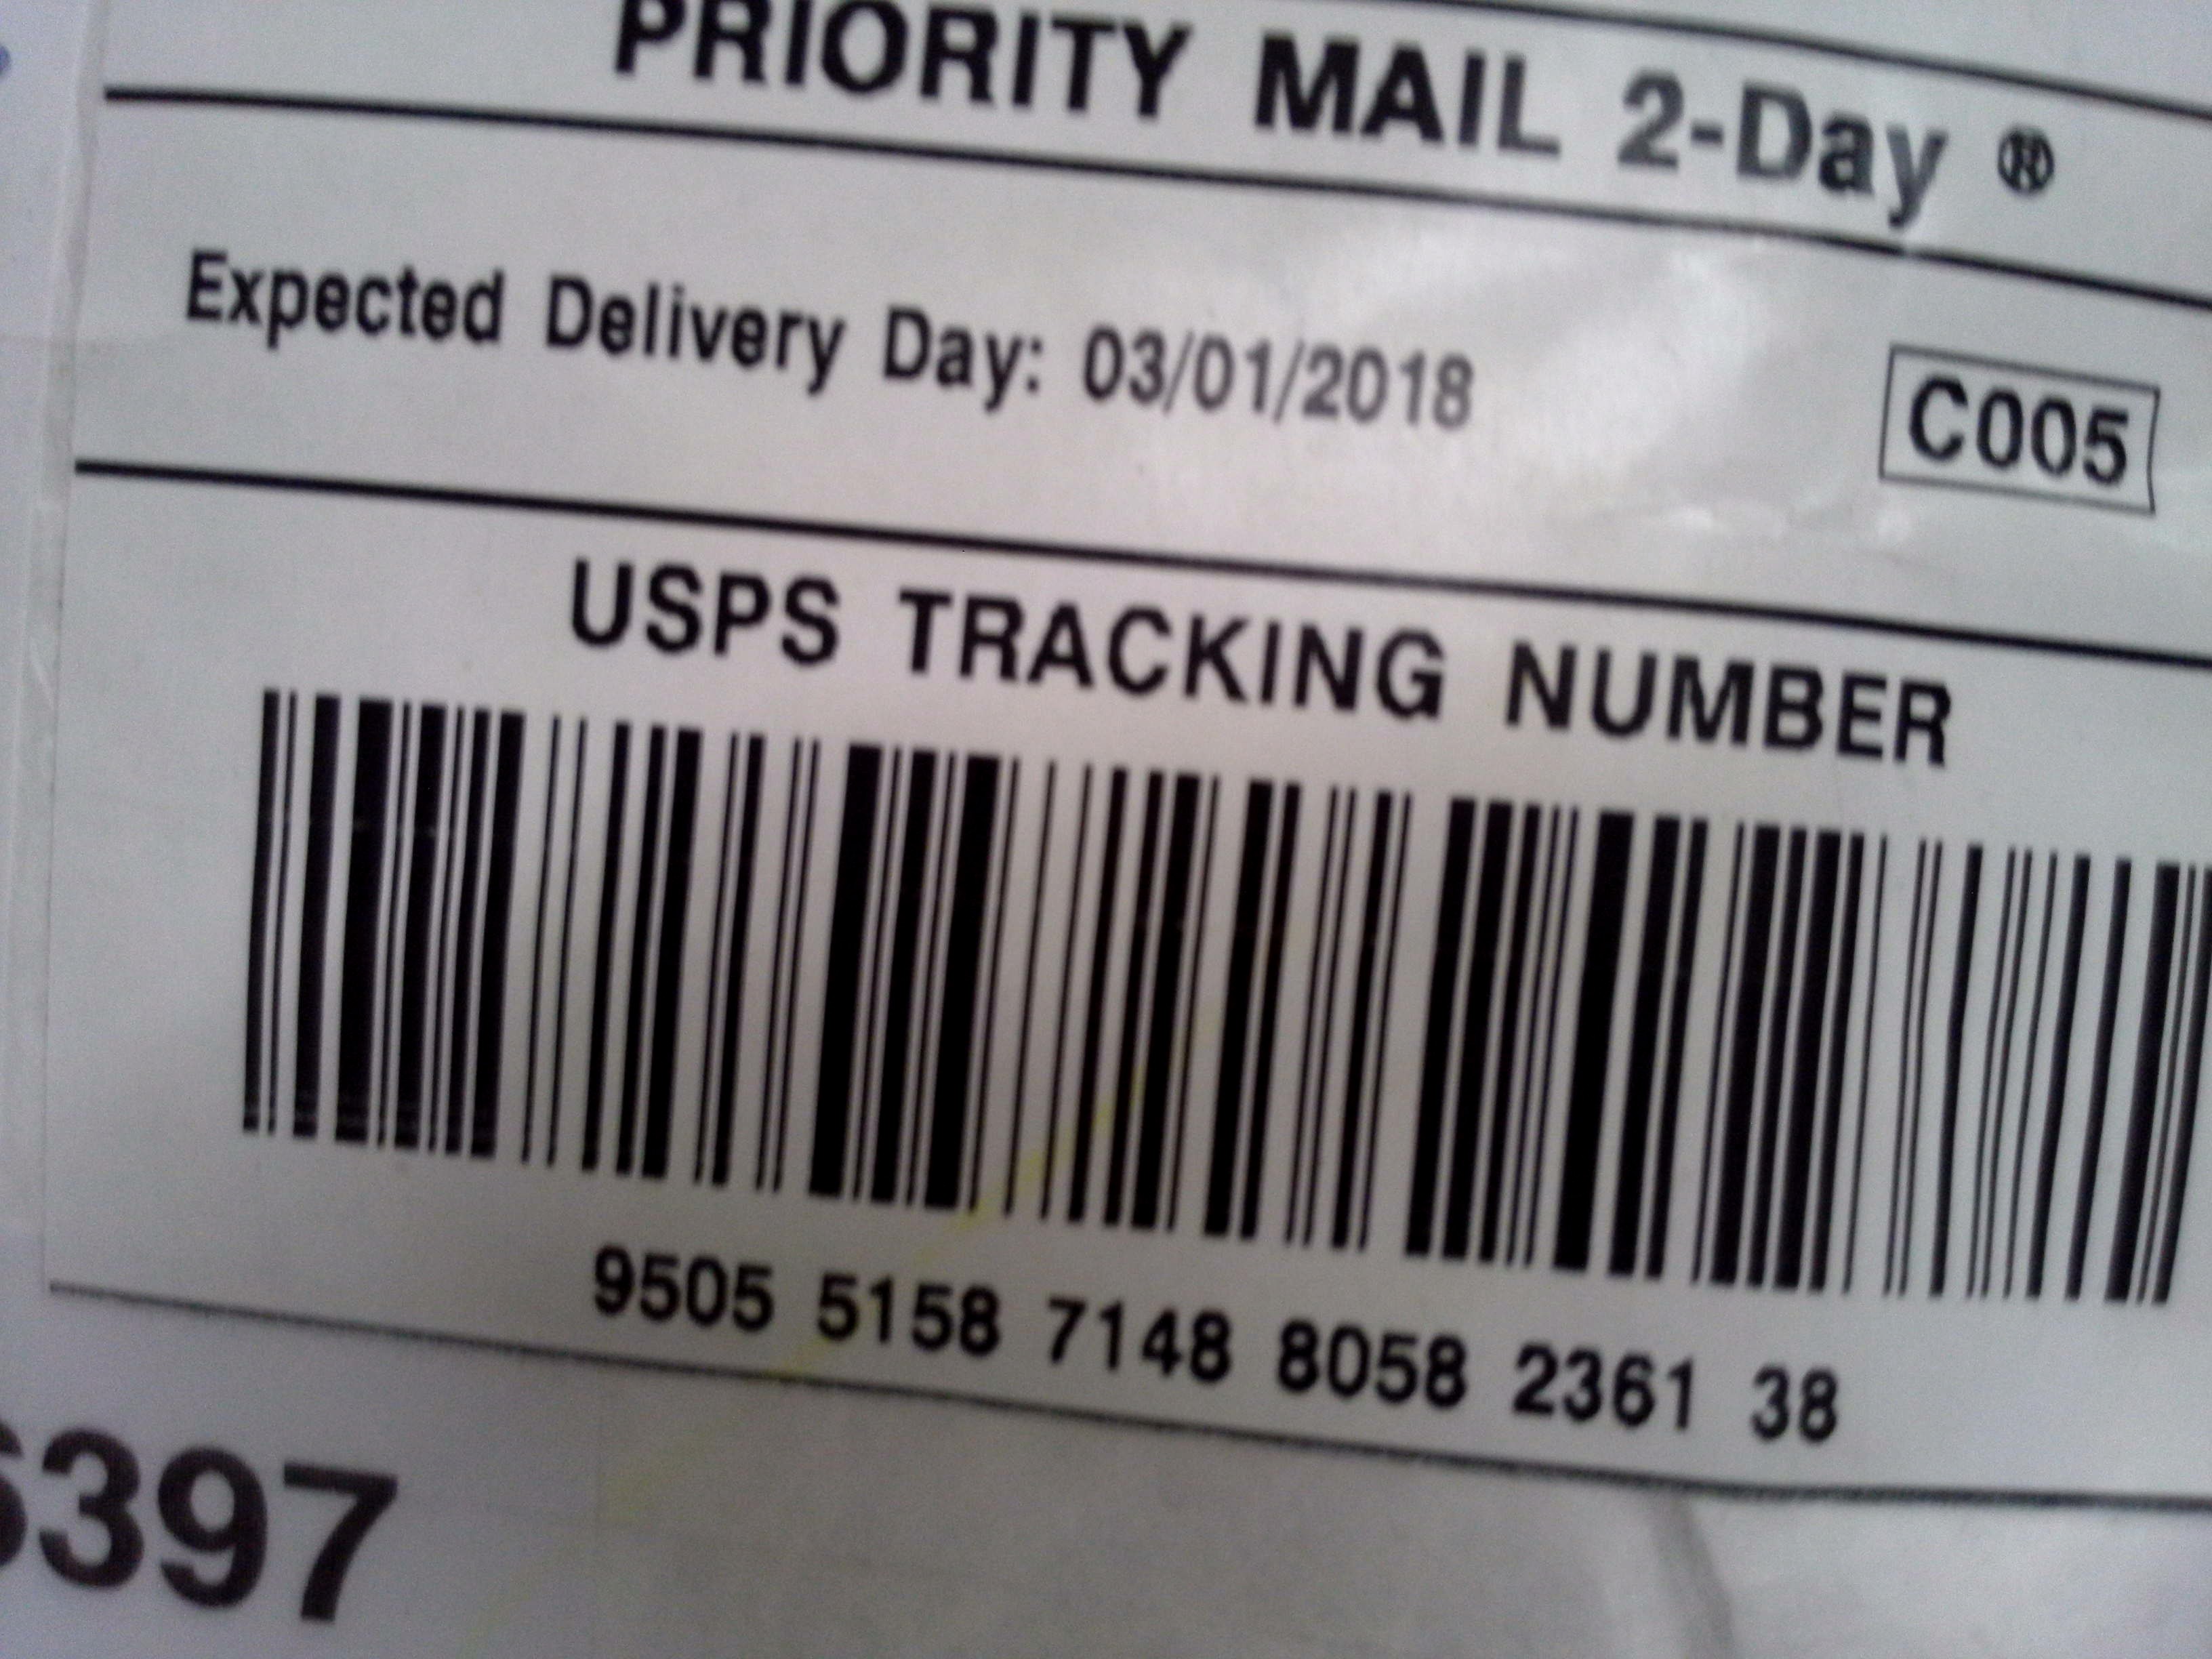 PRIORITY MAIL 2-Day ®
Expected Delivery Day: 03/01/2018
C005
USPS TRACKING NUMBER
9505 5158 7148 8058 2361 38
397